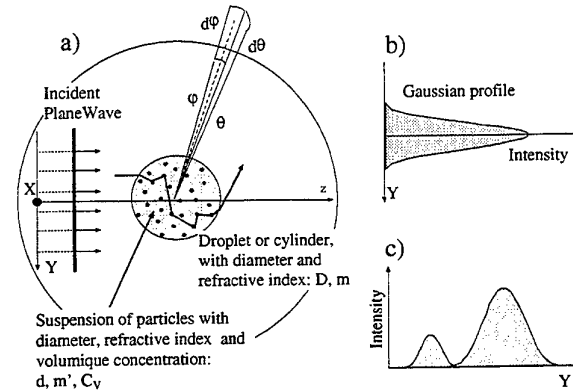 a)
dφ
dθ
φ
θ
Incident
PlaneWave
X
Y
z
Droplet or cylinder,
with diameter and
refractive index: D, m
Suspension of particles with
diameter, refractive index and
volumique concentration:
d, m', Cv
b)
Gaussian profile
Intensity
Y
c)
Intensity
Y